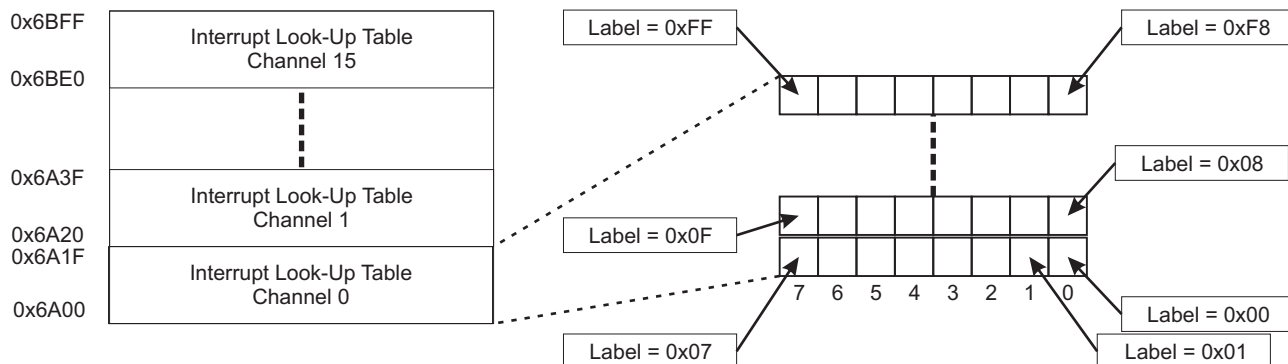 0x6BFF
Interrupt Look-Up Table
Channel 15
0x6BE0
0x6A3F
Interrupt Look-Up Table
Channel 1
0x6A20
0x6A1F
Interrupt Look-Up Table
Channel 0
0x6A00
Label = 0xFF
Label = 0xF8
Label = 0x08
Label = 0x0F
7 6 5 4 3 2 1 0
Label = 0x00
Label = 0x07
Label = 0x01